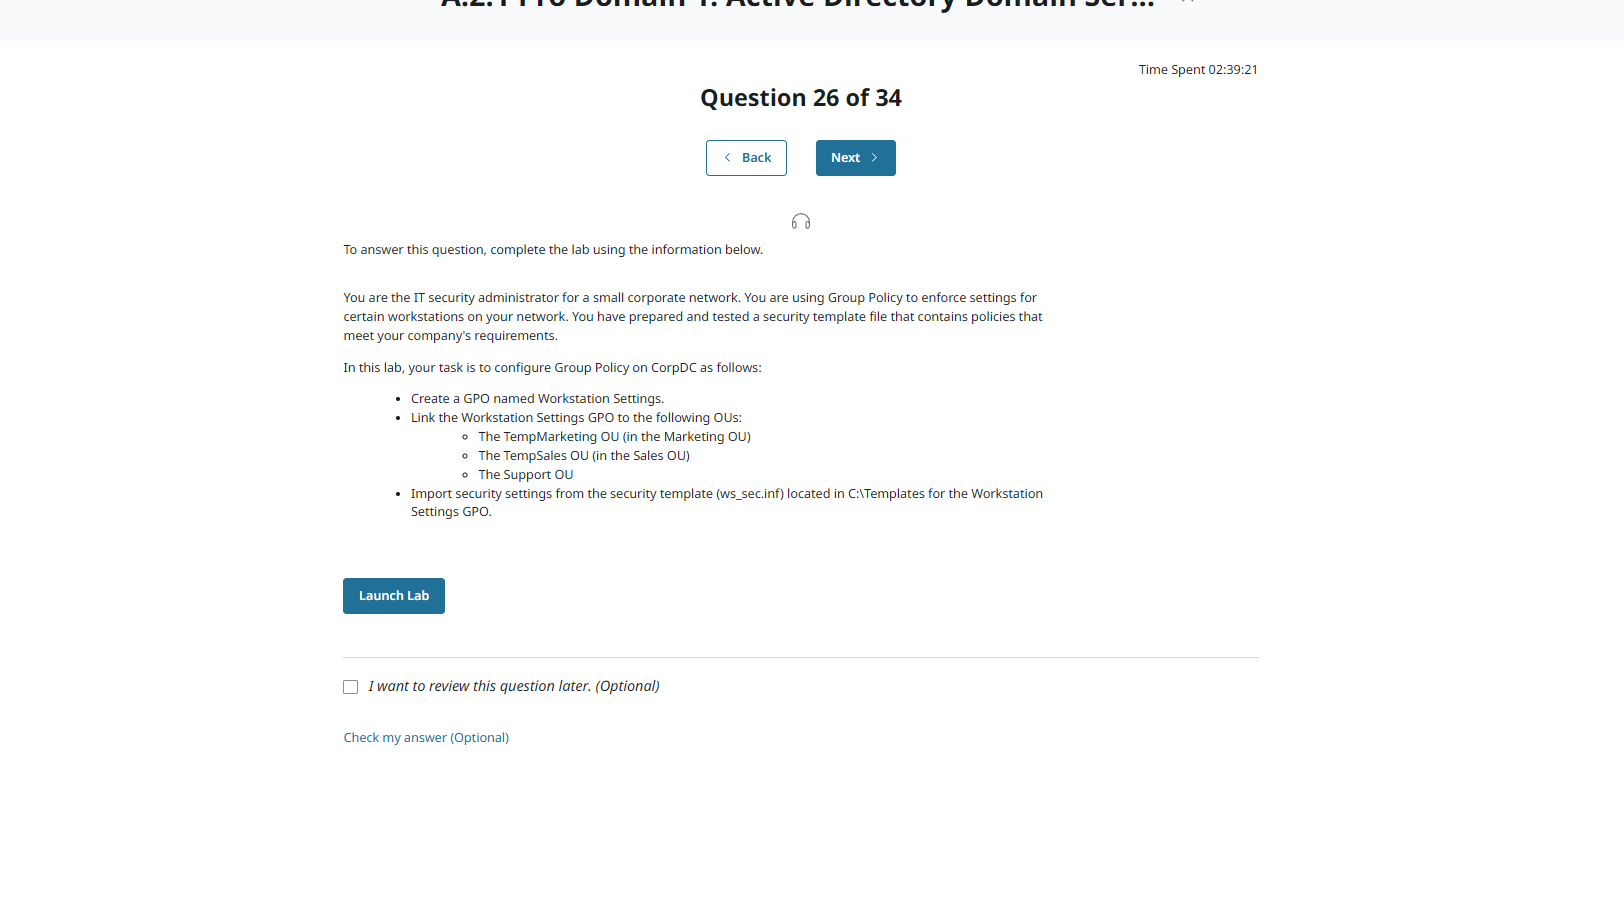 A.2.1 Pro Domain 1: Active Directory Domain Ser...
Time Spent 02:39:21
Question 26 of 34
Back
Next
To answer this question, complete the lab using the information below.
You are the IT security administrator for a small corporate network. You are using Group Policy to enforce settings for
certain workstations on your network. You have prepared and tested a security template file that contains policies that
meet your company's requirements.
In this lab, your task is to configure Group Policy on CorpDC as follows:
• Create a GPO named Workstation Settings.
• Link the Workstation Settings GPO to the following OUs:
◦ The TempMarketing OU (in the Marketing OU)
◦ The TempSales OU (in the Sales OU)
◦ The Support OU
• Import security settings from the security template (ws_sec.inf) located in C:\Templates for the Workstation
Settings GPO.
Launch Lab
I want to review this question later. (Optional)
Check my answer (Optional)